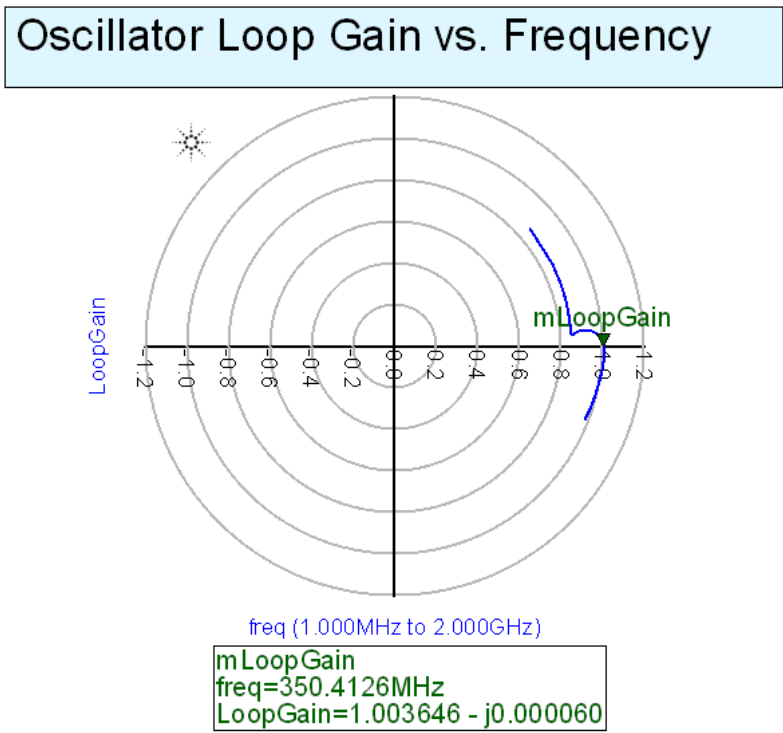 Oscillator Loop Gain vs. Frequency
mLoopGain
LoopGain
-1.2 -1.0 -0.8 -0.6 -0.4 -0.2 0.0 0.2 0.4 0.6 0.8 1.0 1.2
freq (1.000MHz to 2.000GHz)
mLoopGain
freq=350.4126MHz
LoopGain=1.003646 - j0.000060